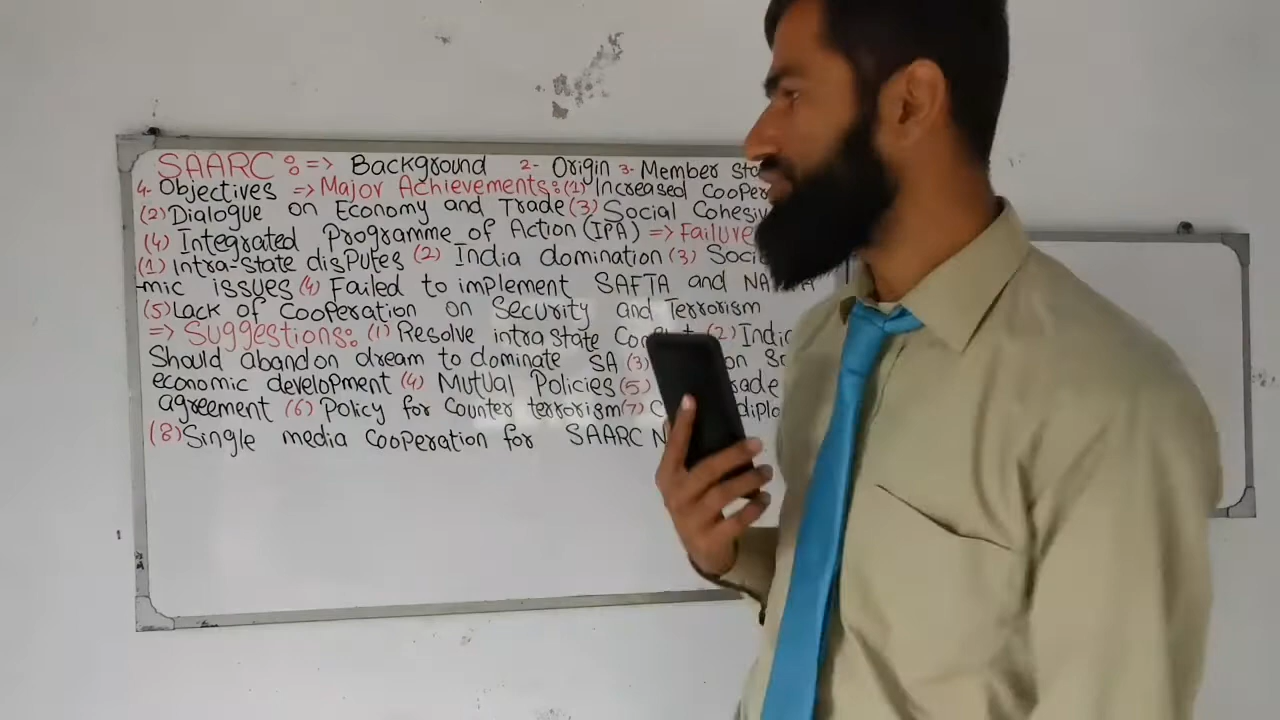 SAARC : => Background 2- Origin 3- Member
4- Objectives => Major Achievements:(1) Increased
(2) Dialogue on Economy and Trade (3) Social
(4) Integrated Programme of Action (IPA) =>
(1) Intra-State disputes (2) India domination (3)
-mic issues (4) Failed to implement SAFTA and
(5) Lack of Cooperation on Security and Terrorism
=> Suggestions: (1) Resolve intra state (2)
Should abandon dream to dominate SA (3)
economic development (4) Mutual Policies (5)
agreement (6) Policy for Counter terrorism (7)
(8) Single media Cooperation for SAARC